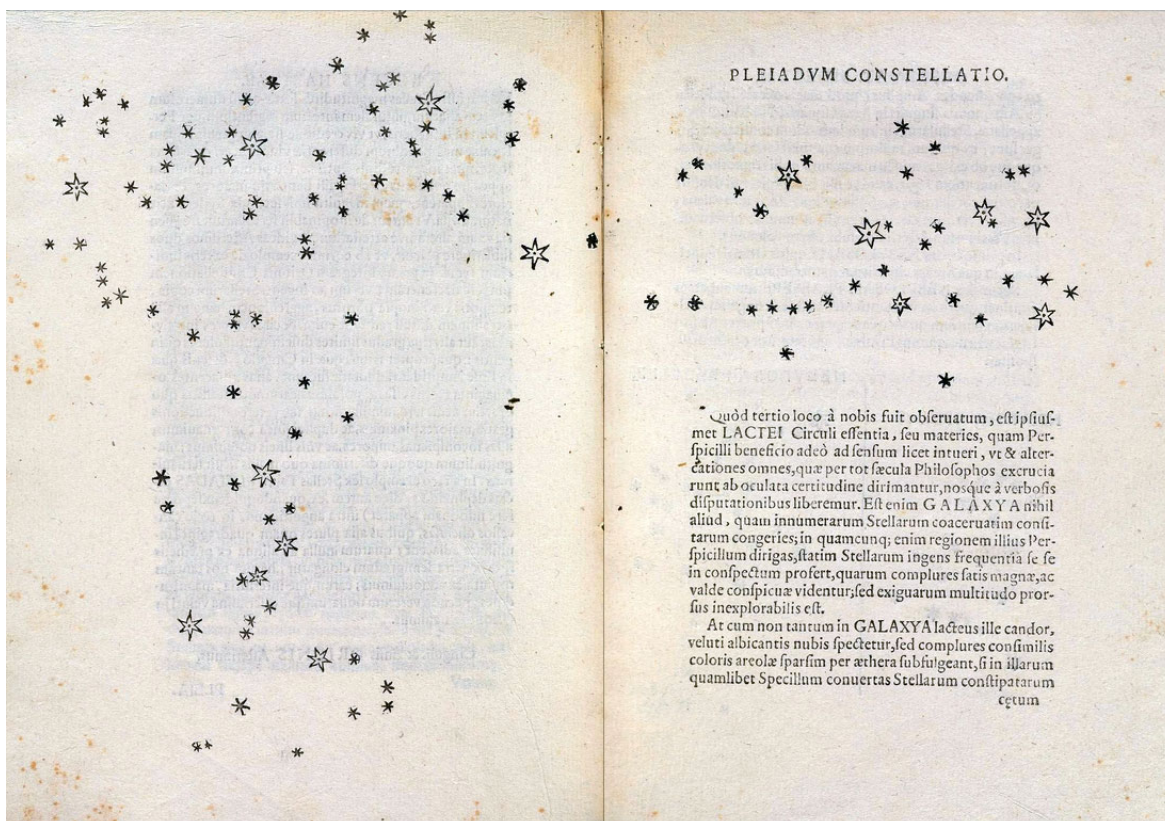 PLEIADVM CONSTELLATIO.
Quòd tertio loco à nobis fuit obſeruatum, eſt ipſiuſ-
met LACTEI Circuli eſſentia, ſeu materies, quam Per-
ſpicilli beneficio adeò ad ſenſum licet intueri, vt & alter-
cationes omnes, quæ per tot ſæcula Philoſophos excrucia
runt ab oculata certitudine dirimantur, noſque à verboſis
diſputationibus liberemur. Eſt enim GALAXYA nihil
aliud, quam innumerarum Stellarum coaceruatim conſi-
tarum congeries; in quamcunq; enim regionem illius Per-
ſpicillum dirigas, ſtatim Stellarum ingens frequentia ſe ſe
in conſpectum profert, quarum complures ſatis magnæ, ac
valde conſpicuæ videntur; ſed exiguarum multitudo pror-
ſus inexplorabilis eſt.
At cum non tantum in GALAXYA lacteus ille candor,
veluti albicantis nubis ſpectetur, ſed complures conſimilis
coloris areolæ ſparſim per æthera ſubfulgeant, ſi in illarum
quamlibet Specillum conuertas Stellarum conſtipatarum
cętum